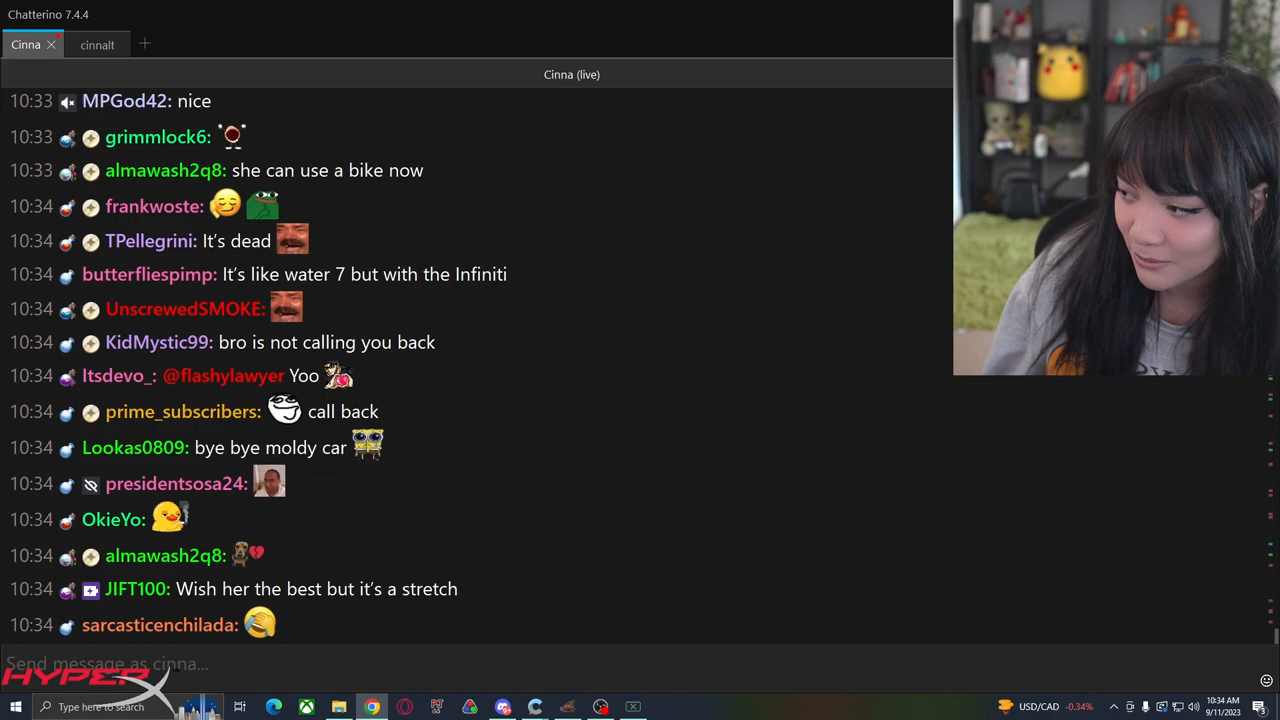 Chatterino 7.4.4
Cinna
cinnalt
Cinna (live)
10:33 MPGod42: nice
10:33 grimmlock6:
10:33 almawash2q8: she can use a bike now
10:34 frankwoste:
10:34 TPellegrini: It’s dead
10:34 butterfliespimp: It’s like water 7 but with the Infiniti
10:34 UnscrewedSMOKE:
10:34 KidMystic99: bro is not calling you back
10:34 Itsdevo_: @flashylawyer Yoo
10:34 prime_subscribers: call back
10:34 Lookas0809: bye bye moldy car
10:34 presidentsosa24:
10:34 OkieYo:
10:34 almawash2q8:
10:34 JIFT100: Wish her the best but it’s a stretch
10:34 sarcasticenchilada:
Send message as cinna...
HYPERX
Type here to search
USD/CAD -0.34%
10:34 AM
9/11/2023